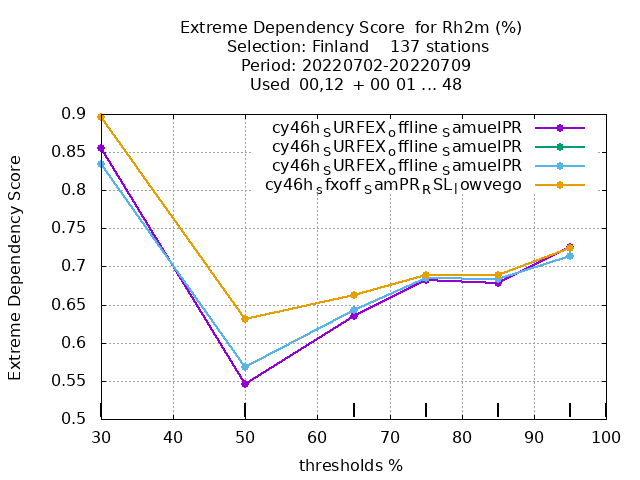 Extreme Dependency Score for Rh2m (%)
Selection: Finland 137 stations
Period: 20220702-20220709
Used 00,12 + 00 01 ... 48
cy46h_SURFEX_offline_SamuelPR
cy46h_SURFEX_offline_SamuelPR
cy46h_SURFEX_offline_SamuelPR
cy46h_sfxoff_SamPR_RSL_lowvego
Extreme Dependency Score
0.9
0.85
0.8
0.75
0.7
0.65
0.6
0.55
0.5
30 40 50 60 70 80 90 100
thresholds %